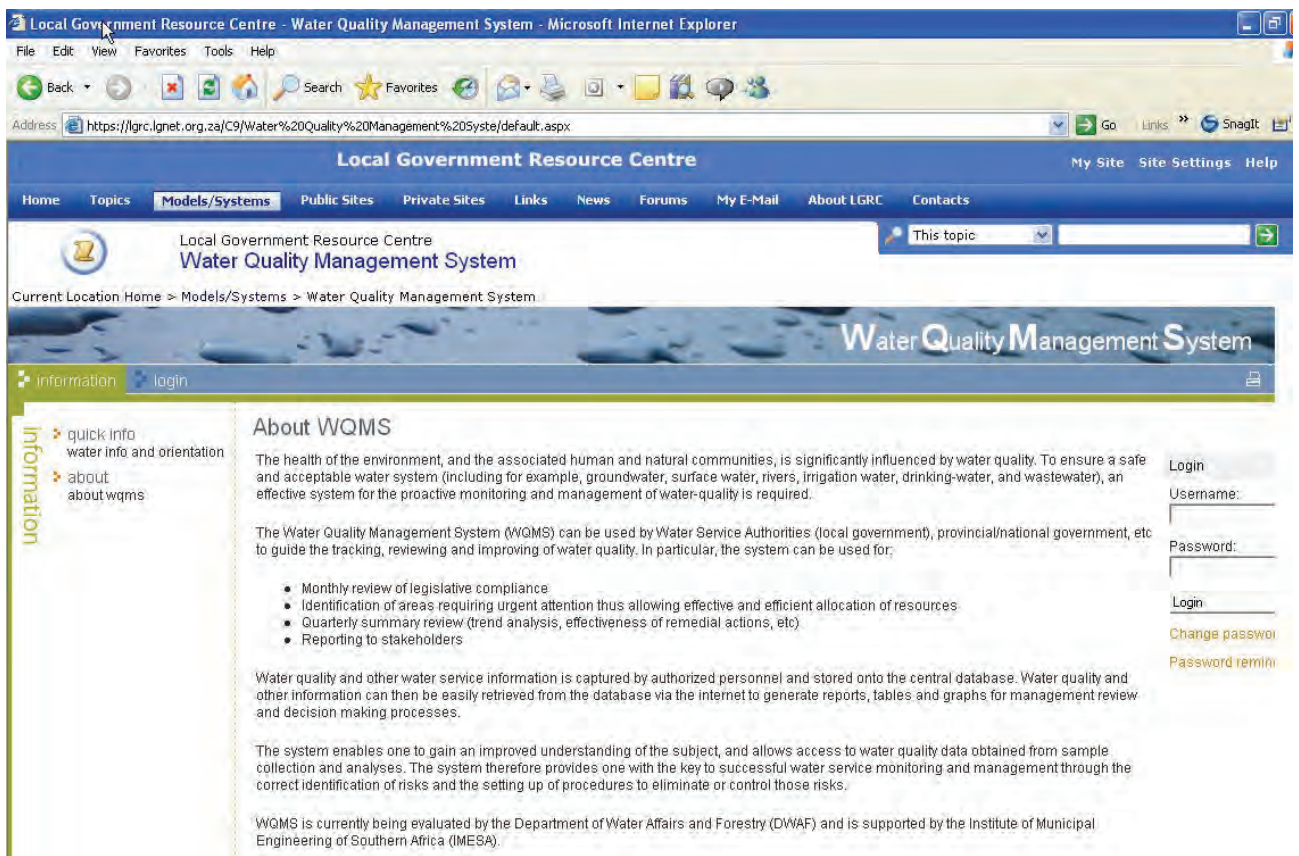 Local Government Resource Centre - Water Quality Management System - Microsoft Internet Explorer
File Edit View Favorites Tools Help
Back Search Favorites
Address https://lgrc.lgnet.org.za/C9/Water%20Quality%20Management%20Syste/default.aspx Go Links » SnagIt
Local Government Resource Centre My Site Site Settings Help
Home Topics Models/Systems Public Sites Private Sites Links News Forums My E-Mail About LGRC Contacts
Local Government Resource Centre This topic
Water Quality Management System
Current Location Home > Models/Systems > Water Quality Management System
Water Quality Management System
information login
information
quick info
water info and orientation
about
about wqms
About WQMS
The health of the environment, and the associated human and natural communities, is significantly influenced by water quality. To ensure a safe
and acceptable water system (including for example, groundwater, surface water, rivers, irrigation water, drinking-water, and wastewater), an
effective system for the proactive monitoring and management of water-quality is required.
The Water Quality Management System (WQMS) can be used by Water Service Authorities (local government), provincial/national government, etc
to guide the tracking, reviewing and improving of water quality. In particular, the system can be used for:
• Monthly review of legislative compliance
• Identification of areas requiring urgent attention thus allowing effective and efficient allocation of resources
• Quarterly summary review (trend analysis, effectiveness of remedial actions, etc)
• Reporting to stakeholders
Water quality and other water service information is captured by authorized personnel and stored onto the central database. Water quality and
other information can then be easily retrieved from the database via the internet to generate reports, tables and graphs for management review
and decision making processes.
The system enables one to gain an improved understanding of the subject, and allows access to water quality data obtained from sample
collection and analyses. The system therefore provides one with the key to successful water service monitoring and management through the
correct identification of risks and the setting up of procedures to eliminate or control those risks.
WQMS is currently being evaluated by the Department of Water Affairs and Forestry (DWAF) and is supported by the Institute of Municipal
Engineering of Southern Africa (IMESA).
Login
Username:
Password:
Login
Change passwor
Password remin